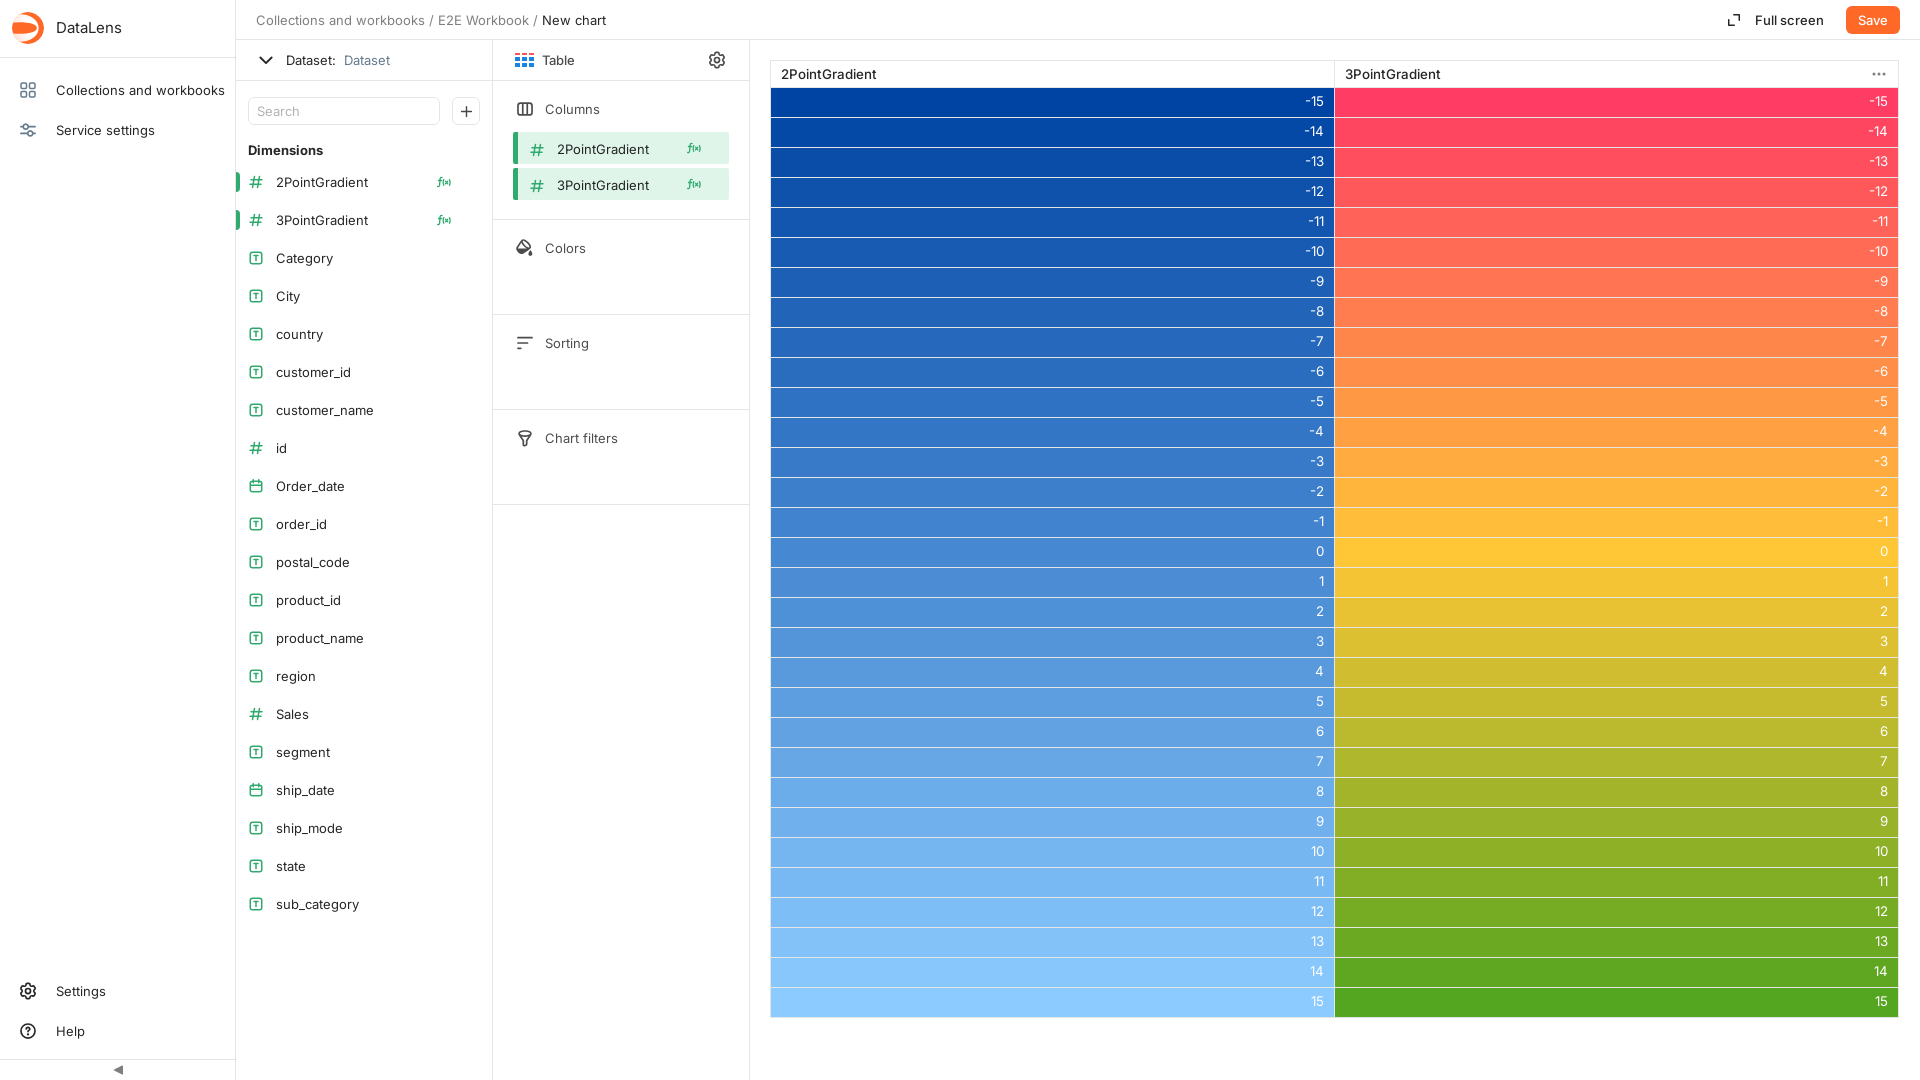 DataLens
Collections and workbooks
Service settings
Settings
Help
Collections and workbooks / E2E Workbook / New chart
Full screen
Save
Dataset: Dataset
Search
Dimensions
2PointGradient
3PointGradient
Category
City
country
customer_id
customer_name
id
Order_date
order_id
postal_code
product_id
product_name
region
Sales
segment
ship_date
ship_mode
state
sub_category
Table
Columns
2PointGradient
3PointGradient
Colors
Sorting
Chart filters
2PointGradient 3PointGradient
-15 -15
-14 -14
-13 -13
-12 -12
-11 -11
-10 -10
-9 -9
-8 -8
-7 -7
-6 -6
-5 -5
-4 -4
-3 -3
-2 -2
-1 -1
0 0
1 1
2 2
3 3
4 4
5 5
6 6
7 7
8 8
9 9
10 10
11 11
12 12
13 13
14 14
15 15